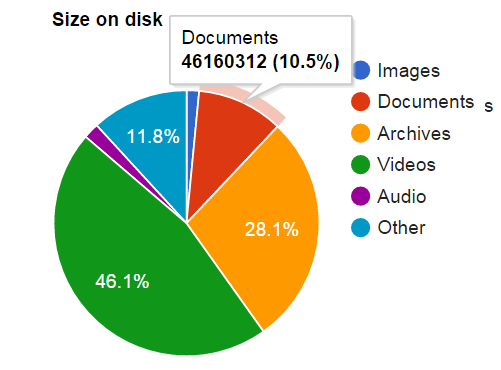 Size on disk
Documents
46160312 (10.5%)
Images
Documents
s
Archives
Videos
Audio
Other
11.8%
28.1%
46.1%